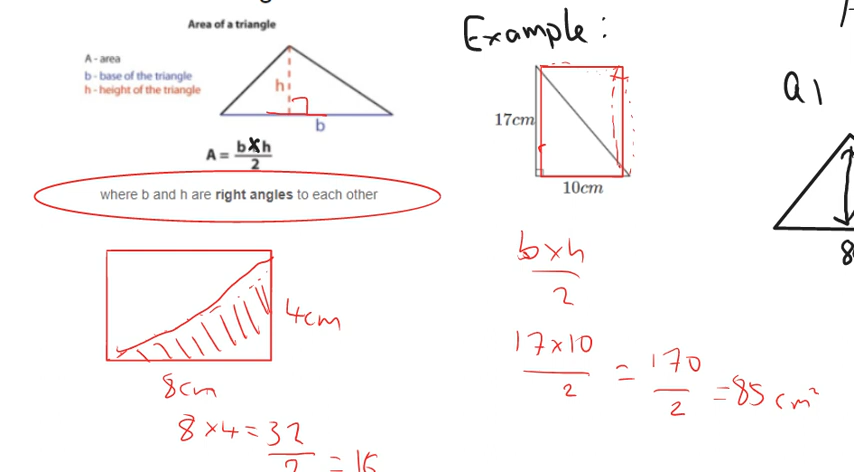 Area of a triangle
A - area
b - base of the triangle
h - height of the triangle
h
b
A = b×h
2
where b and h are right angles to each other
4cm
8cm
8 × 4 = 32
2
= 16
Example:
17cm
10cm
b×h
2
17×10
2
= 170
2
= 85 cm²
Q1
8